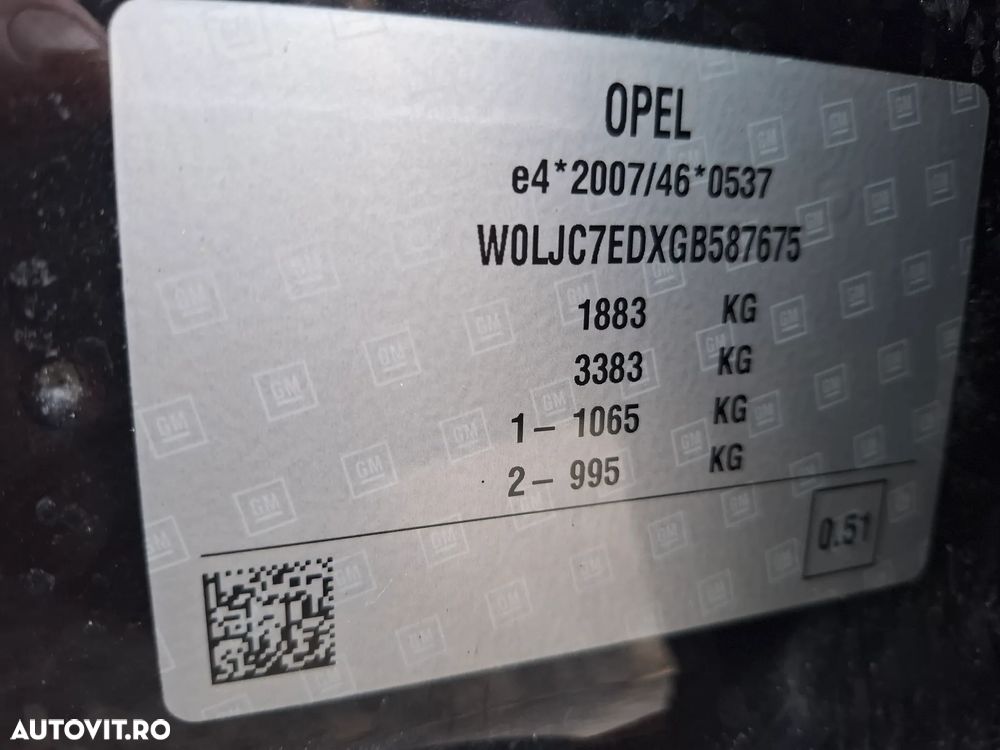 OPEL
e4*2007/46*0537
W0LJC7EDXGB587675
1883 KG
3383 KG
1– 1065 KG
2– 995 KG
0.51
AUTOVIT.RO